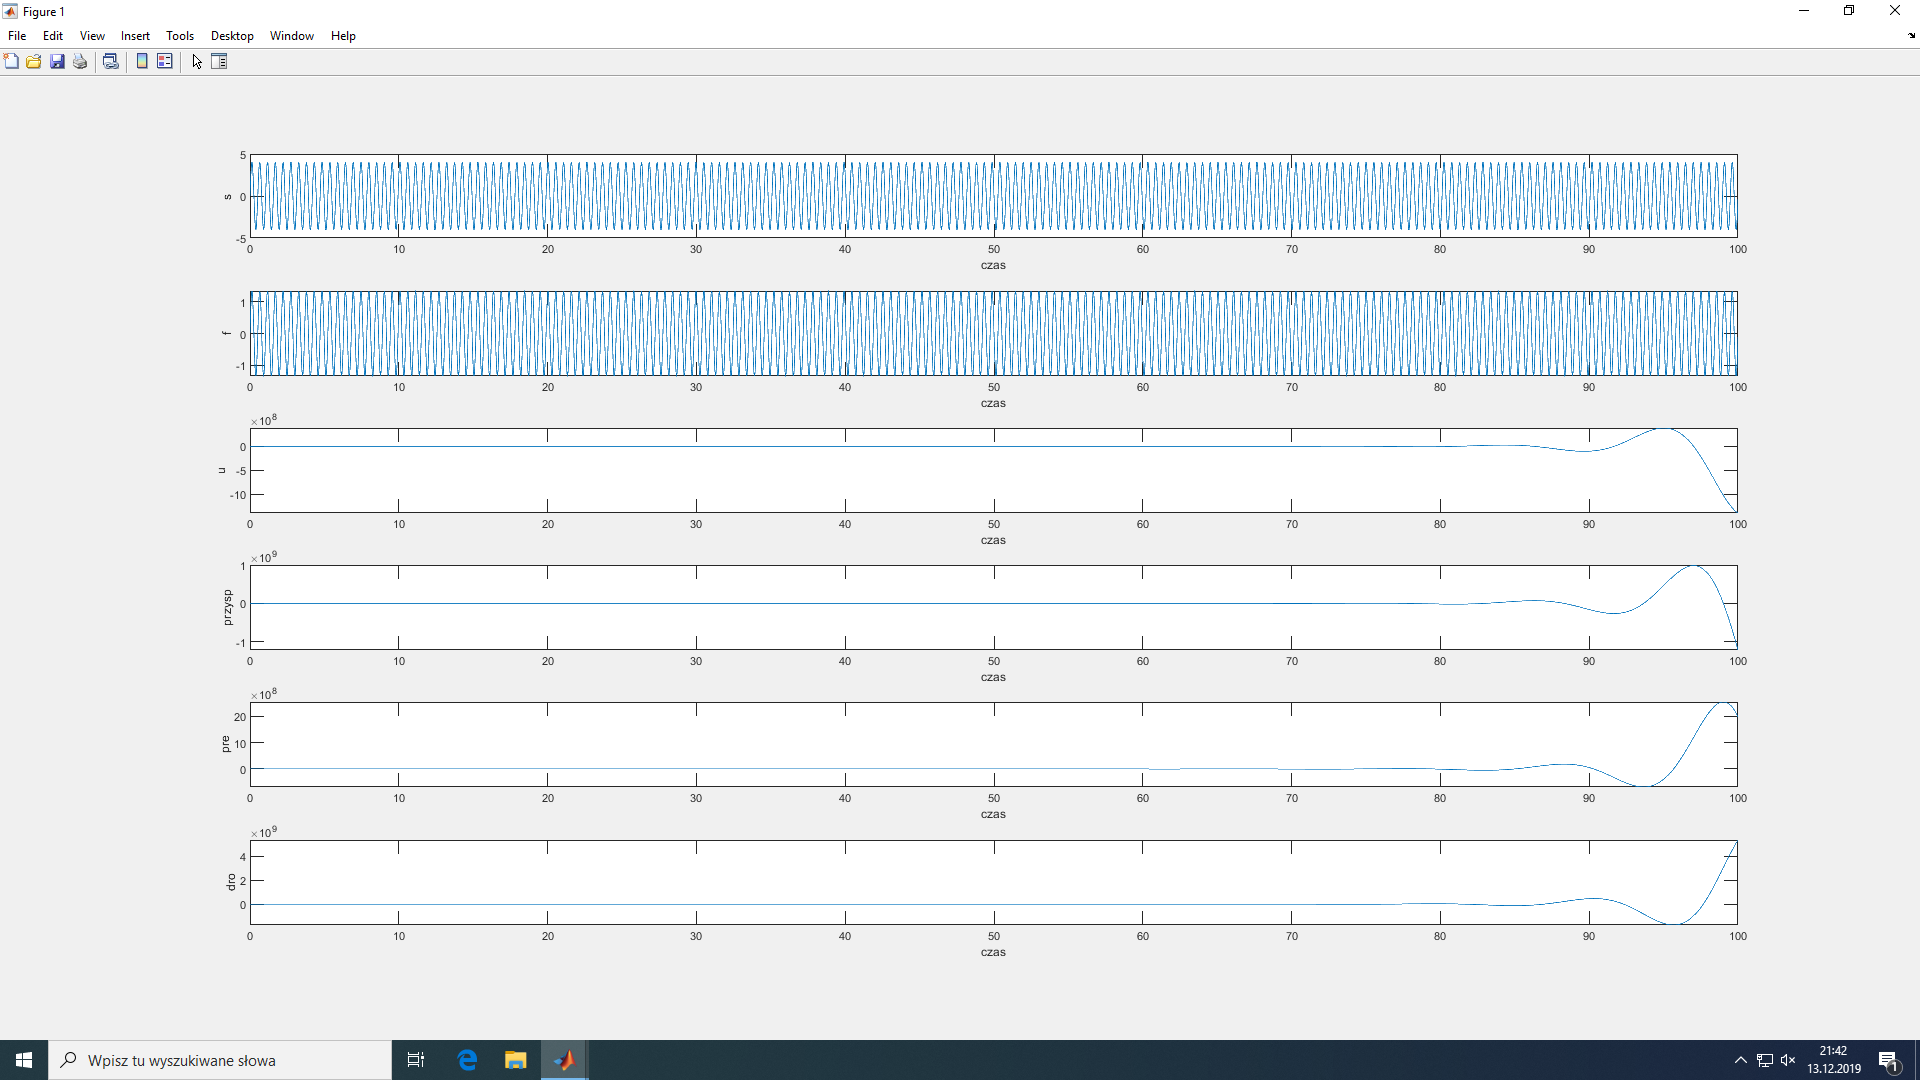 Figure 1
File Edit View Insert Tools Desktop Window Help
5
s 0
-5
0 10 20 30 40 50 60 70 80 90 100
czas
1
f 0
-1
0 10 20 30 40 50 60 70 80 90 100
czas
×10^8
0
u -5
-10
0 10 20 30 40 50 60 70 80 90 100
czas
×10^9
1
przysp 0
-1
0 10 20 30 40 50 60 70 80 90 100
czas
×10^8
20
pre 10
0
0 10 20 30 40 50 60 70 80 90 100
czas
×10^9
4
dro 2
0
0 10 20 30 40 50 60 70 80 90 100
czas
Wpisz tu wyszukiwane słowa
21:42
13.12.2019
1